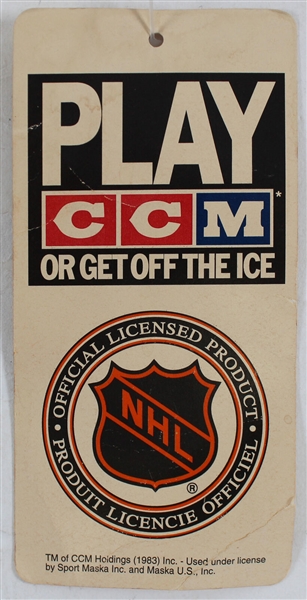 PLAY
CCM*
OR GET OFF THE ICE
• OFFICIAL LICENSED PRODUCT •
NHL
®
PRODUIT LICENCIE OFFICIEL
TM of CCM Holdings (1983) Inc. - Used under license
by Sport Maska Inc. and Maska U.S., Inc.